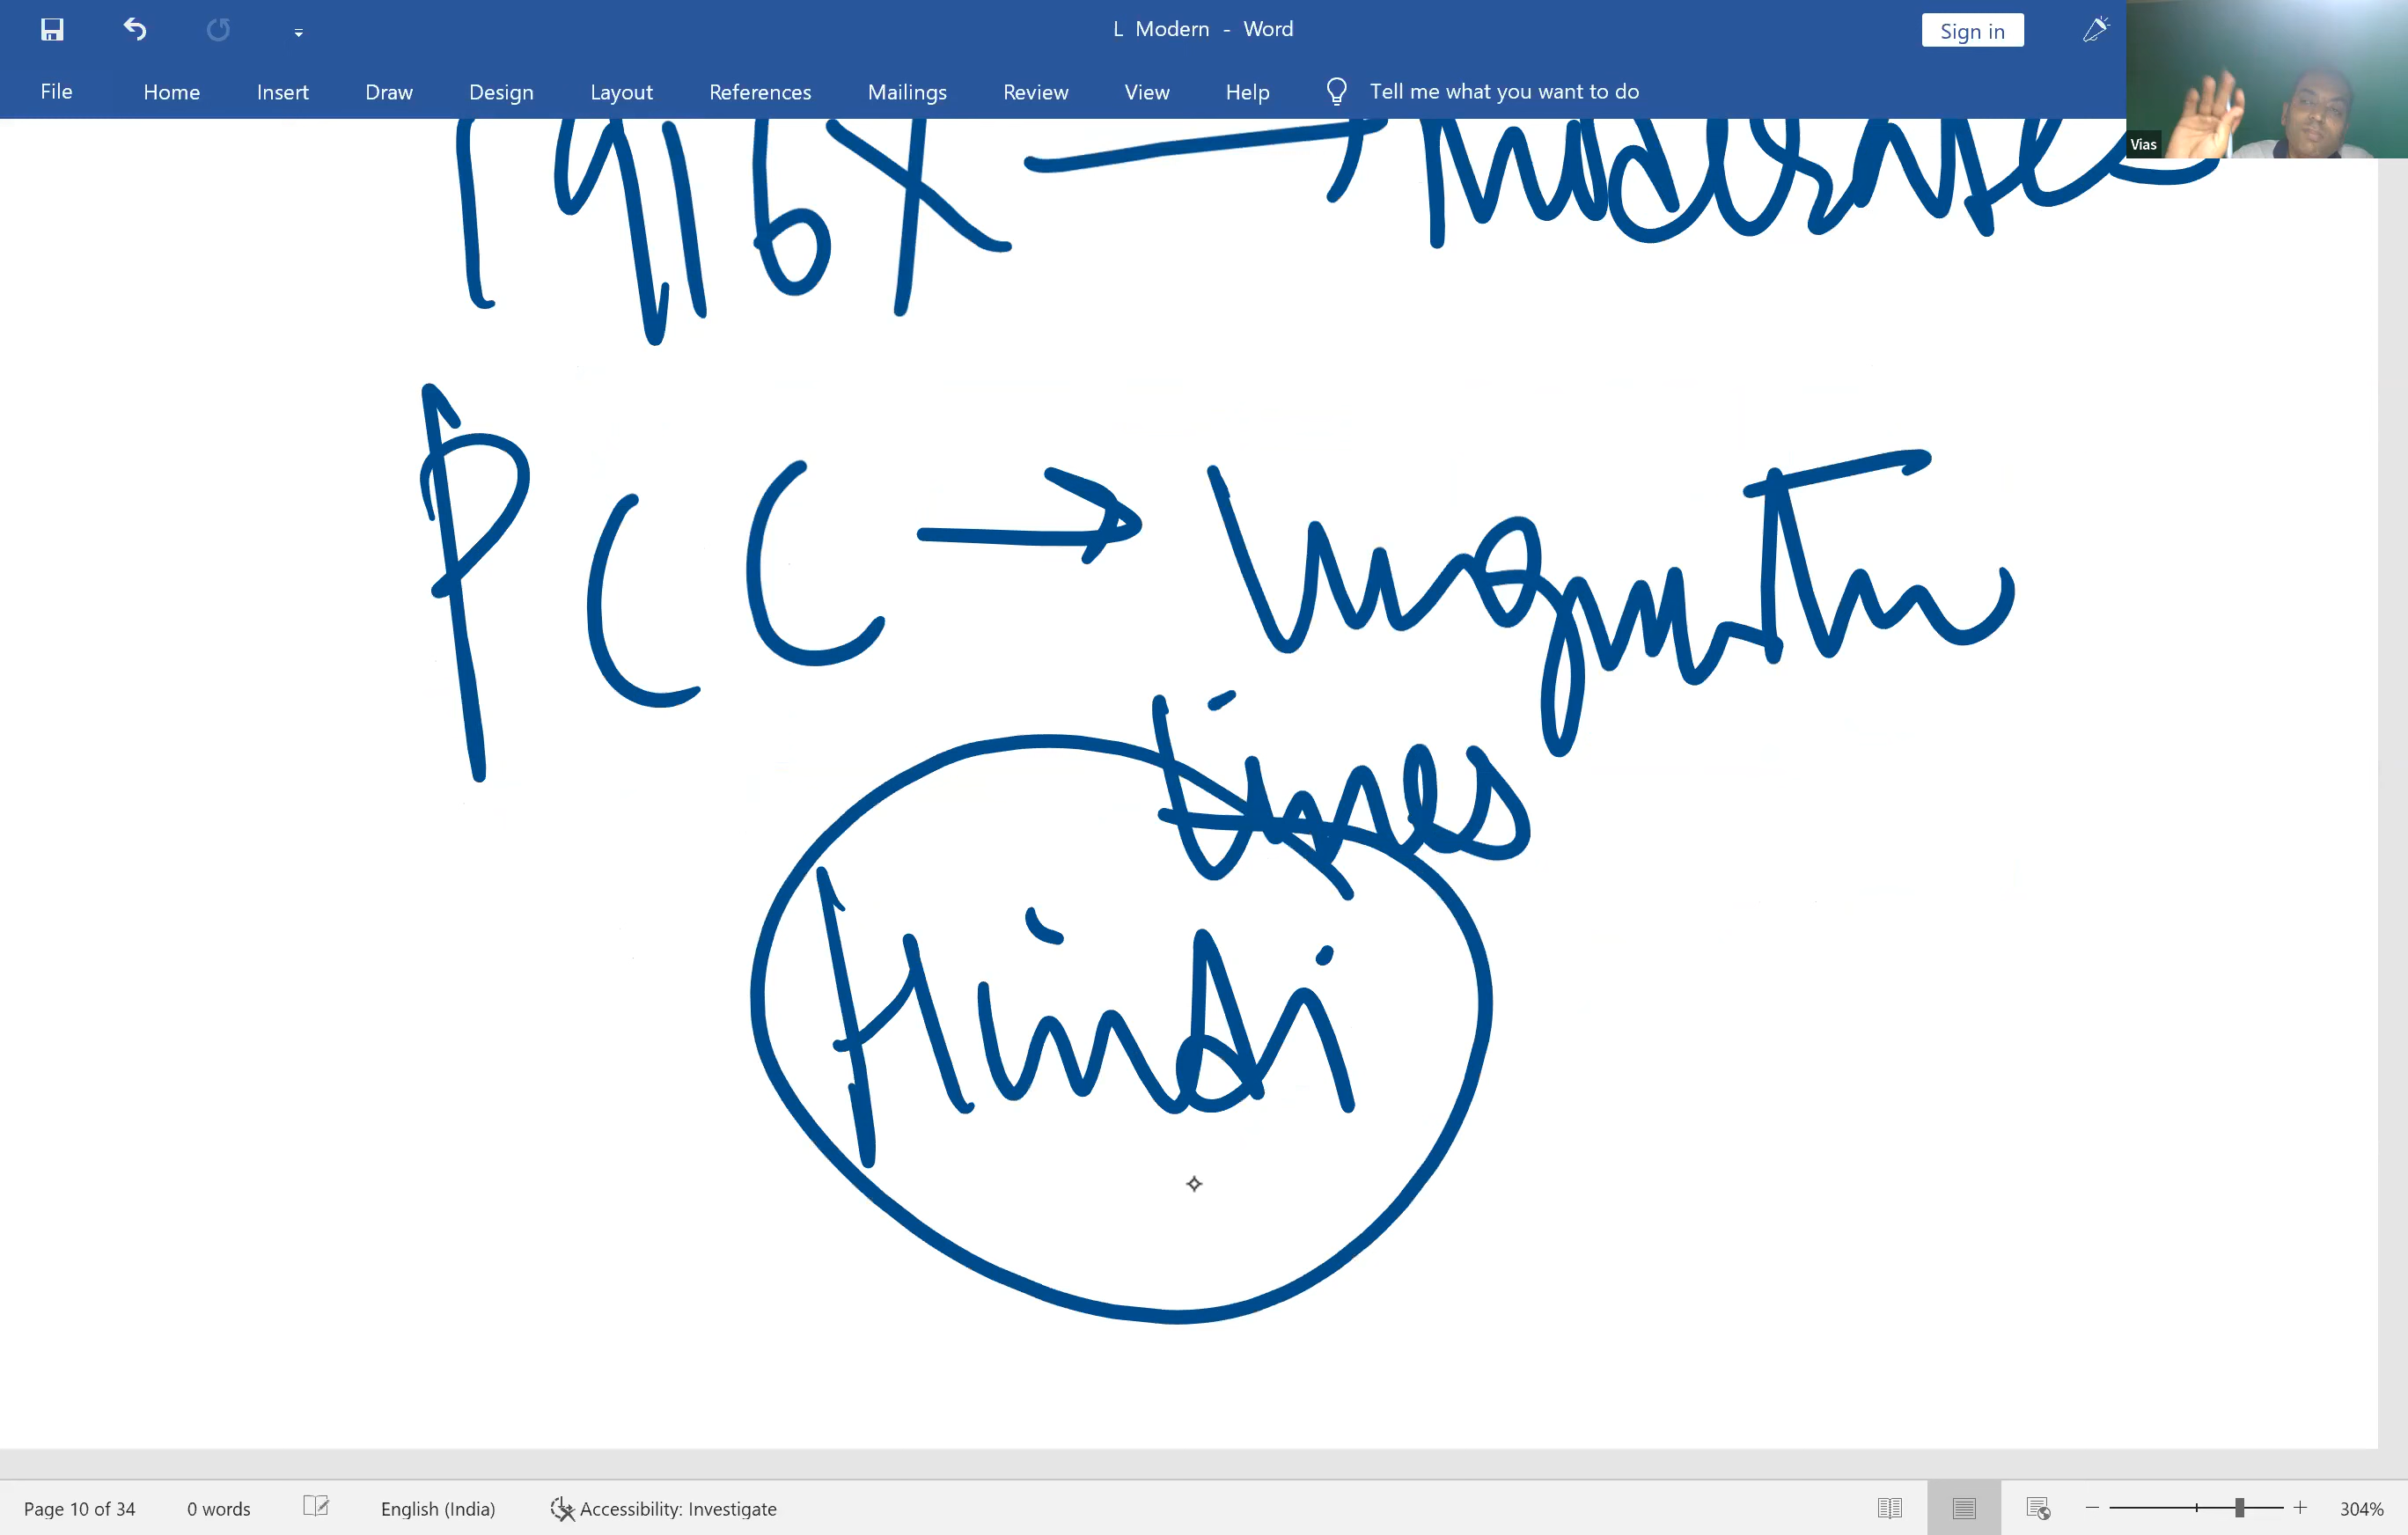 L Modern - Word
Sign in
File Home Insert Draw Design Layout References Mailings Review View Help Tell me what you want to do
Vias
1916
PCC →
times
Hindi
Page 10 of 34 0 words English (India) Accessibility: Investigate 304%